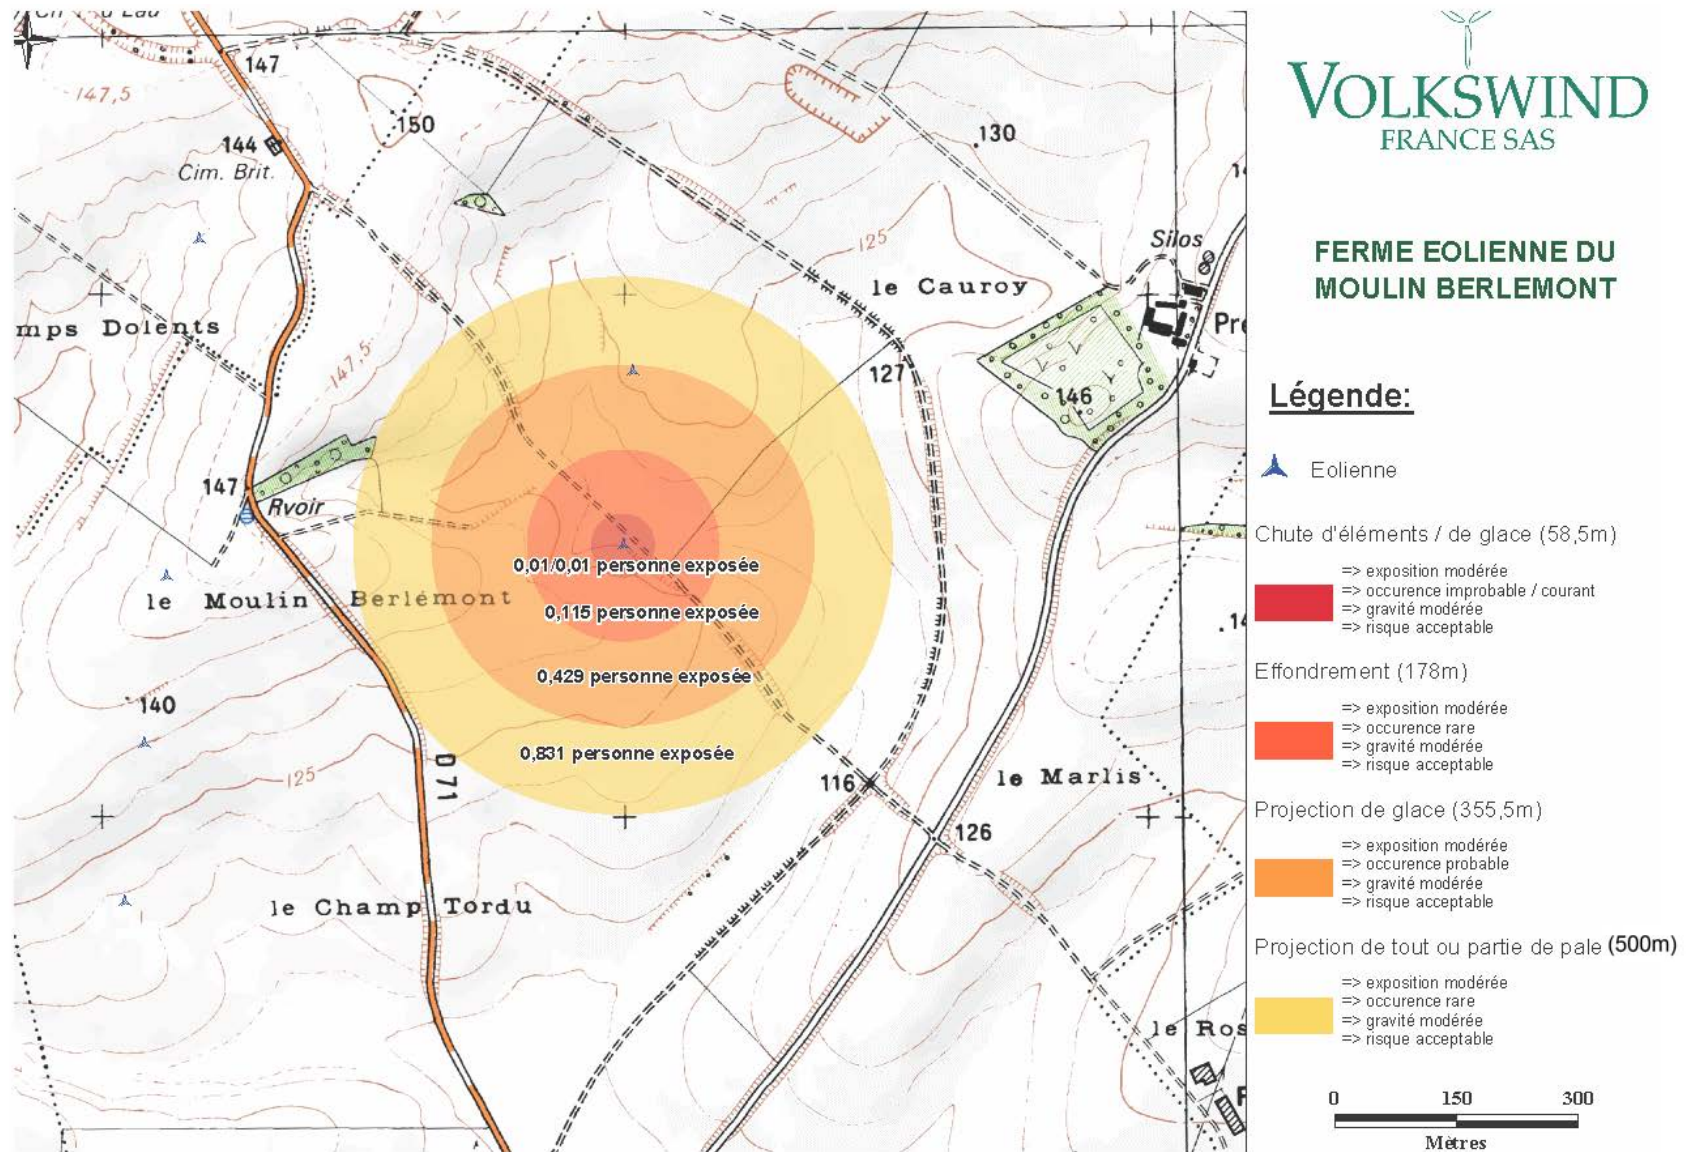 147
147,5
150
.130
144
Cim. Brit.
125
Silos
le Cauroy
mps Dolents
147,5
127
146
147
Rvoir
0,01/0,01 personne exposée
le Moulin Berlémont
0,115 personne exposée
0,429 personne exposée
140
0,831 personne exposée
D71
125
116
le Marlis
126
le Champ Tordu
le Ros
VOLKSWIND
FRANCE SAS
FERME EOLIENNE DU
MOULIN BERLEMONT
Légende:
Eolienne
Chute d'éléments / de glace (58,5m)
=> exposition modérée
=> occurence improbable / courant
=> gravité modérée
=> risque acceptable
Effondrement (178m)
=> exposition modérée
=> occurence rare
=> gravité modérée
=> risque acceptable
Projection de glace (355,5m)
=> exposition modérée
=> occurence probable
=> gravité modérée
=> risque acceptable
Projection de tout ou partie de pale (500m)
=> exposition modérée
=> occurence rare
=> gravité modérée
=> risque acceptable
0 150 300
Mètres